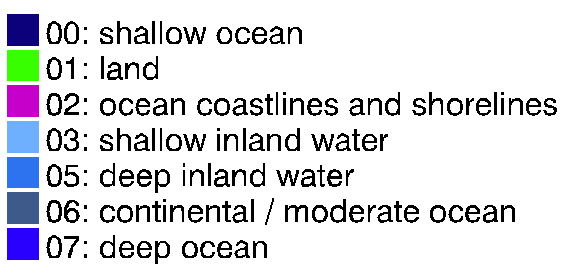 00: shallow ocean
01: land
02: ocean coastlines and shorelines
03: shallow inland water
05: deep inland water
06: continental / moderate ocean
07: deep ocean